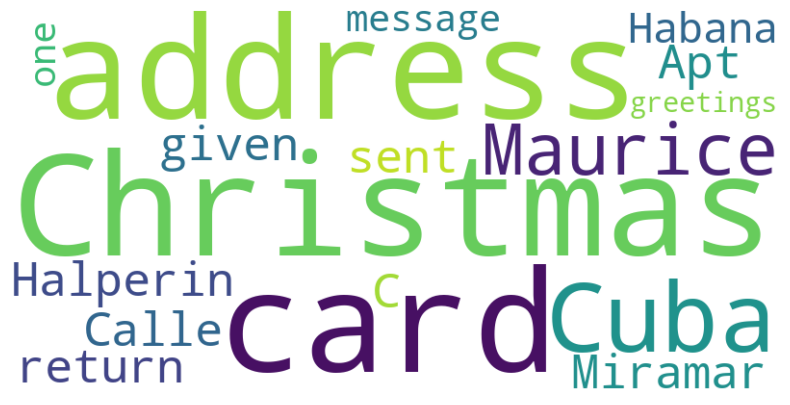 one
address
message
Habana
Apt
greetings
given
sent
Maurice
Christmas
Halperin
C
card
Cuba
Calle
return
Miramar